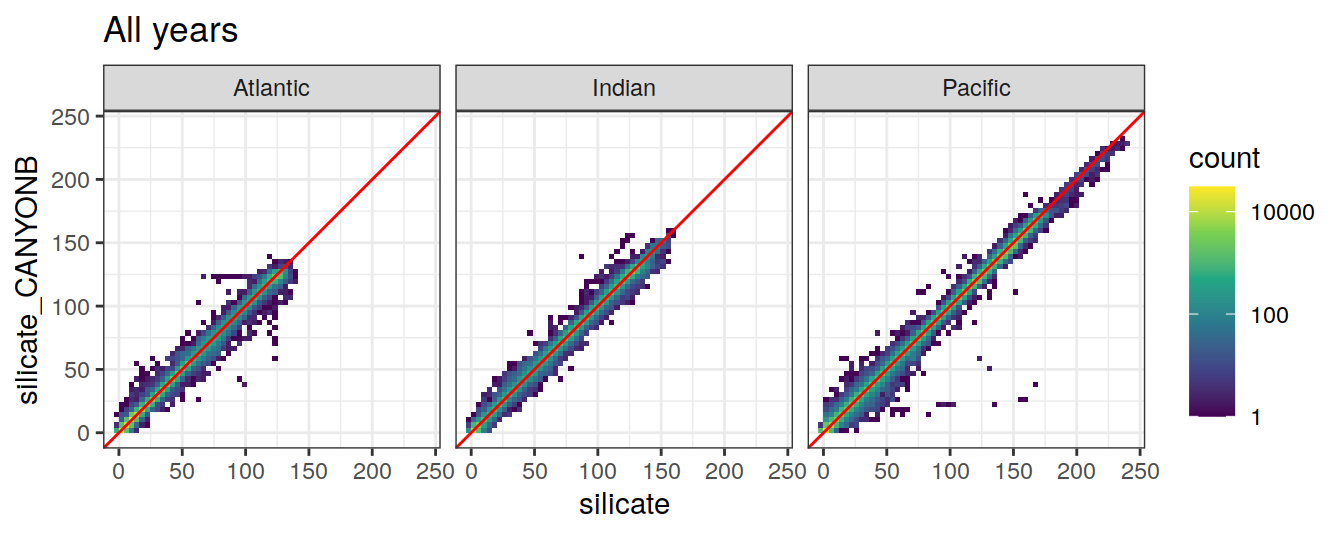 All years
Atlantic Indian Pacific
250
200
150
100
50
0
silicate_CANYONB
0 50 100 150 200 250 0 50 100 150 200 250 0 50 100 150 200 250
silicate
count
10000
100
1